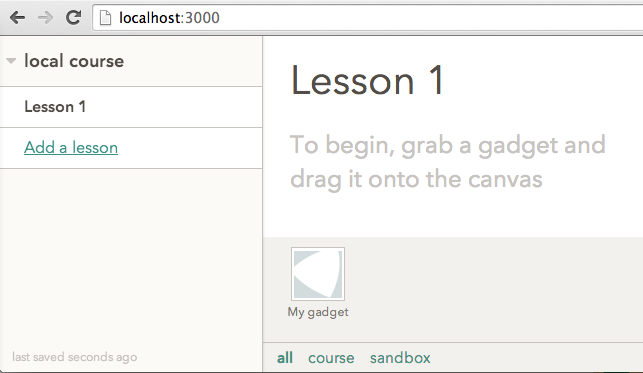 localhost:3000
local course
Lesson 1
Add a lesson
last saved seconds ago
Lesson 1
To begin, grab a gadget and
drag it onto the canvas
My gadget
all course sandbox